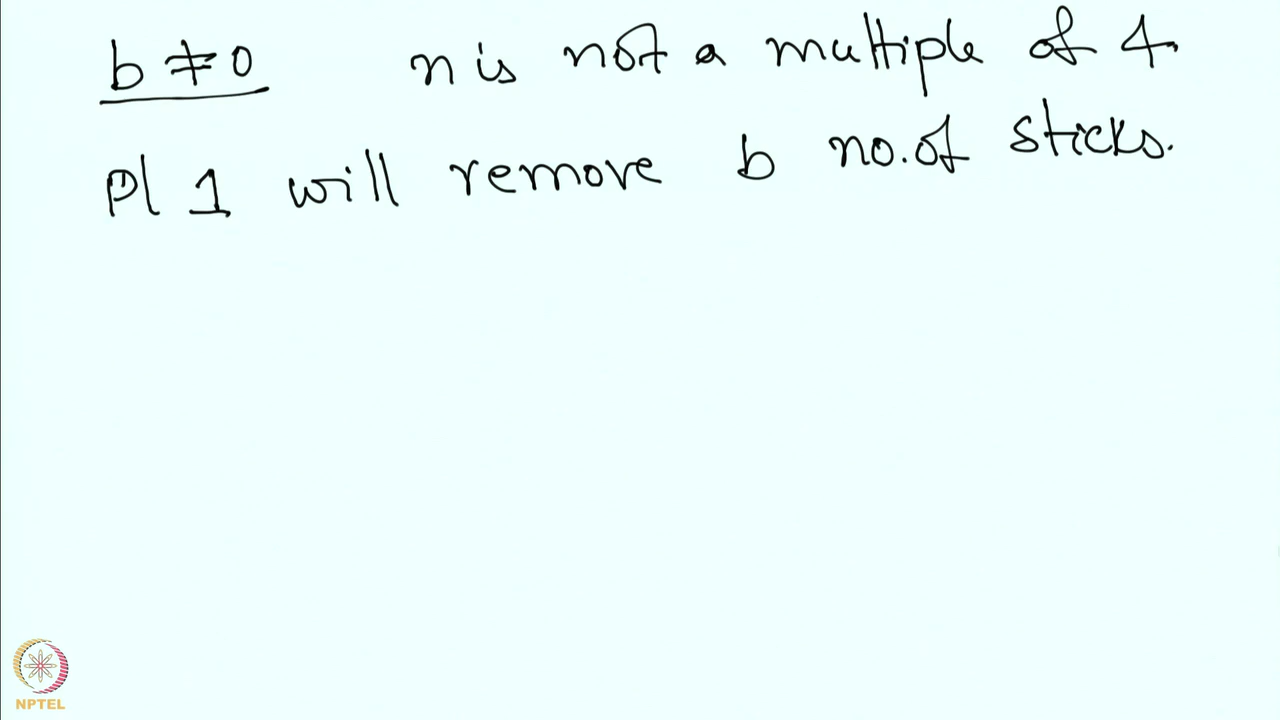 b ≠ 0 n is not a multiple of 4
Pl 1 will remove b no. of sticks.
NPTEL